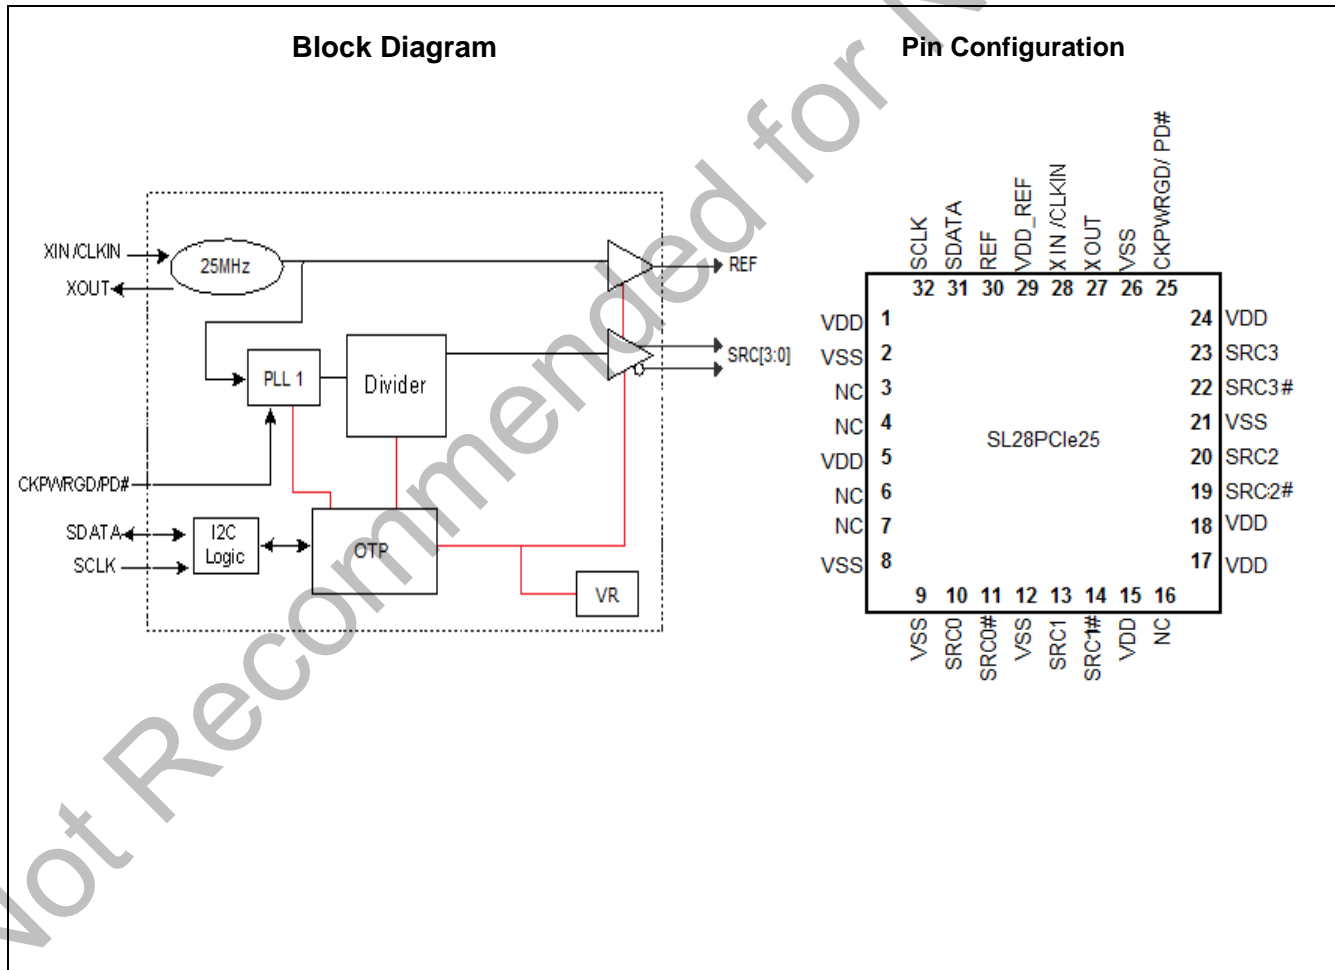 Block Diagram
Pin Configuration
XIN /CLKIN
XOUT
25MHz
REF
SRC[3:0]
PLL 1
Divider
CKPWRGD/PD#
SDATA
SCLK
I2C
Logic
OTP
VR
SCLK
SDATA
REF
VDD_REF
XIN /CLKIN
XOUT
VSS
CKPWRGD/ PD#
32 31 30 29 28 27 26 25
VDD 1
VSS 2
NC 3
NC 4
VDD 5
NC 6
NC 7
VSS 8
SL28PCIe25
24 VDD
23 SRC3
22 SRC3#
21 VSS
20 SRC2
19 SRC2#
18 VDD
17 VDD
9 10 11 12 13 14 15 16
VSS
SRC0
SRC0#
VSS
SRC1
SRC1#
VDD
NC
Not Recommended for